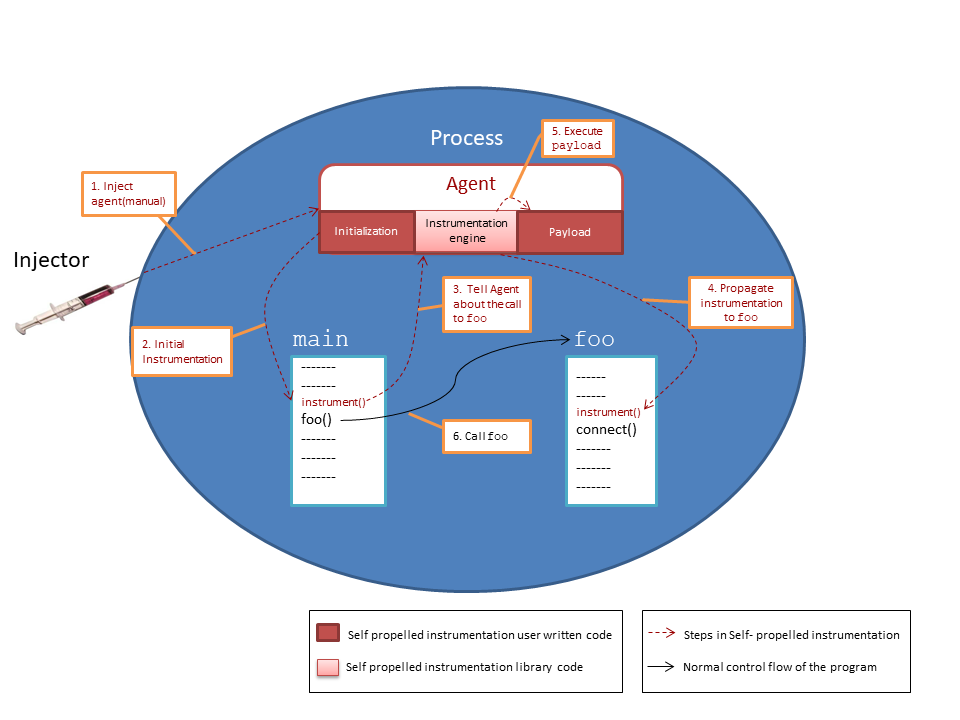 Process
5. Execute
payload
Agent
1. Inject
agent(manual)
Initialization
Instrumentation
engine
Payload
Injector
3. Tell Agent
about the call
to foo
4. Propagate
instrumentation
to foo
2. Initial
Instrumentation
main
-------
-------
instrument()
foo()
-------
-------
-------
foo
------
------
instrument()
connect()
-------
-------
-------
6. Call foo
Self propelled instrumentation user written code
Self propelled instrumentation library code
Steps in Self- propelled instrumentation
Normal control flow of the program